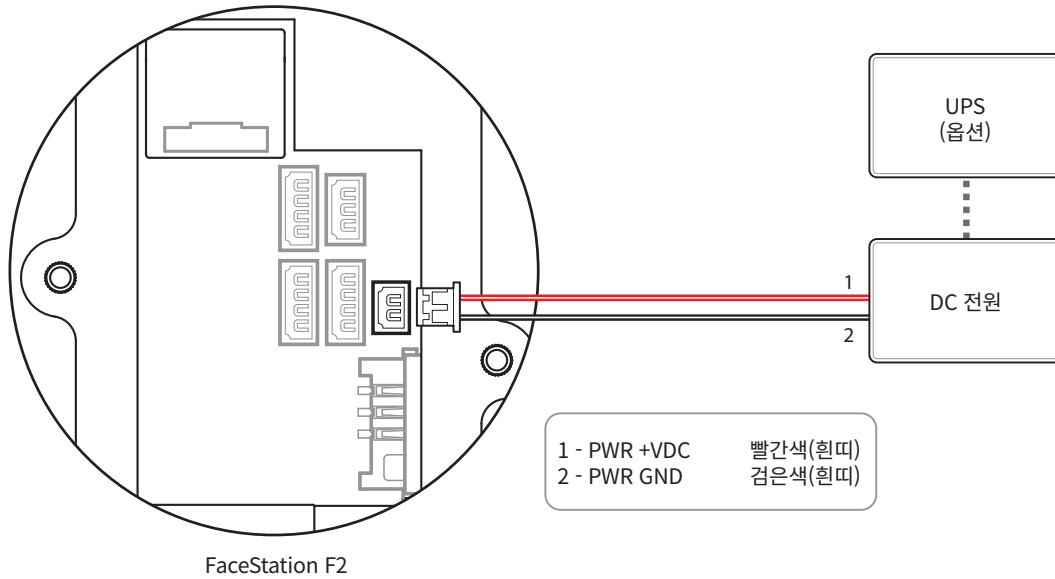 UPS
(옵션)
1
DC 전원
2
1 - PWR +VDC 빨간색(흰띠)
2 - PWR GND 검은색(흰띠)
FaceStation F2